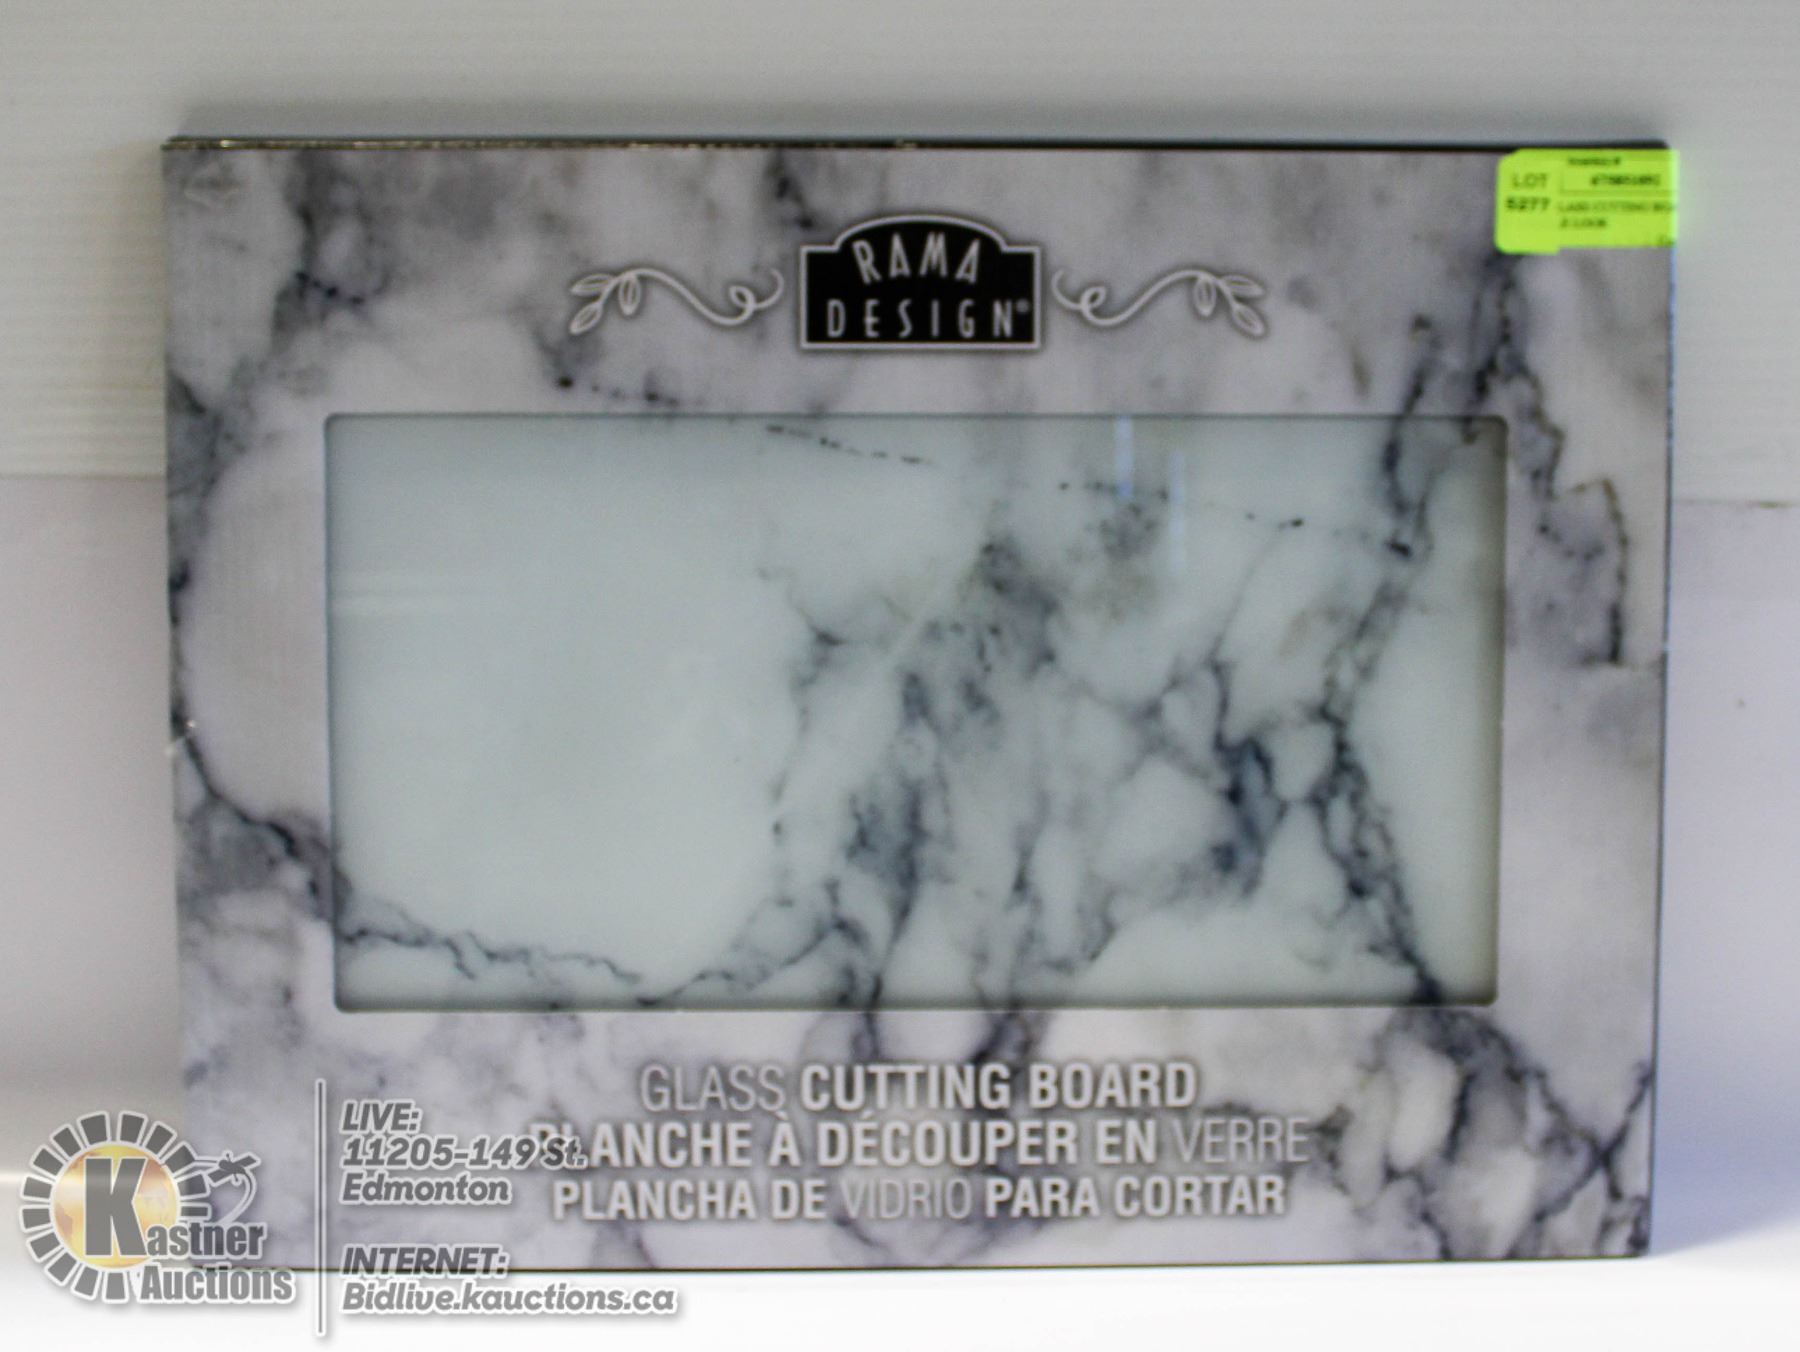 RAMA
DESIGN®
LOT
5277
GLASS CUTTING BOARD
PLANCHE À DÉCOUPER EN VERRE
PLANCHA DE VIDRIO PARA CORTAR
Kastner
Auctions
LIVE:
11205-149 St.
Edmonton
INTERNET:
Bidlive.kauctions.ca